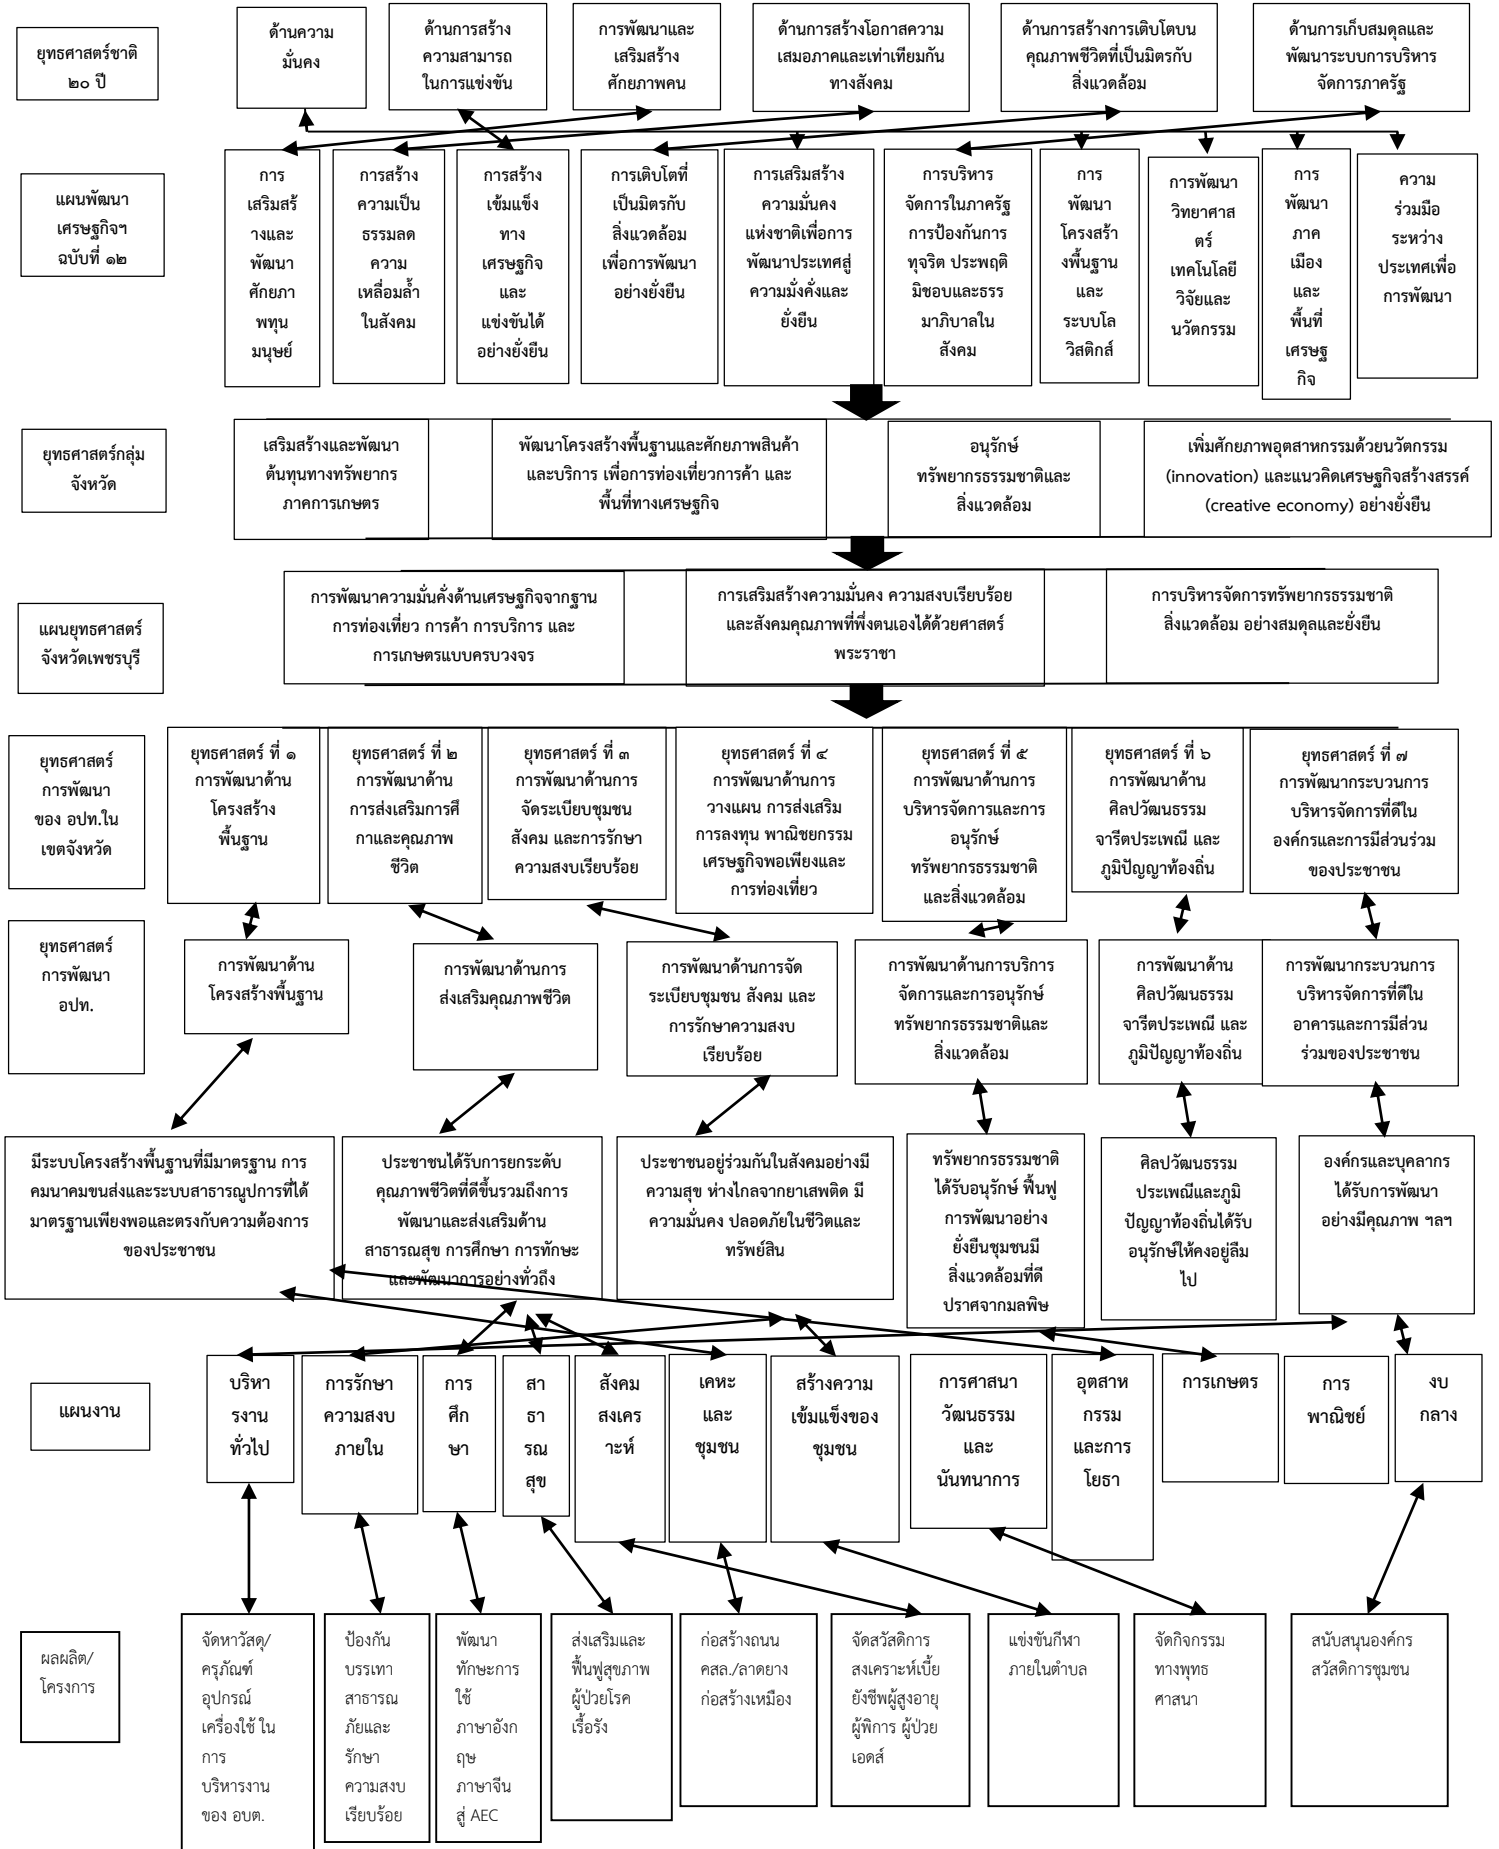 ยุทธศาสตร์ชาติ
๒๐ ปี
ด้านความ
มั่นคง
ด้านการสร้าง
ความสามารถ
ในการแข่งขัน
การพัฒนาและ
เสริมสร้าง
ศักยภาพคน
ด้านการสร้างโอกาสความ
เสมอภาคและเท่าเทียมกัน
ทางสังคม
ด้านการสร้างการเติบโตบน
คุณภาพชีวิตที่เป็นมิตรกับ
สิ่งแวดล้อม
ด้านการเก็บสมดุลและ
พัฒนาระบบการบริหาร
จัดการภาครัฐ
แผนพัฒนา
เศรษฐกิจฯ
ฉบับที่ ๑๒
การ
เสริมสร้
างและ
พัฒนา
ศักยภา
พทุน
มนุษย์
การสร้าง
ความเป็น
ธรรมลด
ความ
เหลื่อมล้ำ
ในสังคม
การสร้าง
เข้มแข็ง
ทาง
เศรษฐกิจ
และ
แข่งขันได้
อย่างยั่งยืน
การเติบโตที่
เป็นมิตรกับ
สิ่งแวดล้อม
เพื่อการพัฒนา
อย่างยั่งยืน
การเสริมสร้าง
ความมั่นคง
แห่งชาติเพื่อการ
พัฒนาประเทศสู่
ความมั่งคั่งและ
ยั่งยืน
การบริหาร
จัดการในภาครัฐ
การป้องกันการ
ทุจริต ประพฤติ
มิชอบและธรร
มาภิบาลใน
สังคม
การ
พัฒนา
โครงสร้า
งพื้นฐาน
และ
ระบบโล
วิสติกส์
การพัฒนา
วิทยาศาส
ตร์
เทคโนโลยี
วิจัยและ
นวัตกรรม
การ
พัฒนา
ภาค
เมือง
และ
พื้นที่
เศรษฐ
กิจ
ความ
ร่วมมือ
ระหว่าง
ประเทศเพื่อ
การพัฒนา
ยุทธศาสตร์กลุ่ม
จังหวัด
เสริมสร้างและพัฒนา
ต้นทุนทางทรัพยากร
ภาคการเกษตร
พัฒนาโครงสร้างพื้นฐานและศักยภาพสินค้า
และบริการ เพื่อการท่องเที่ยวการค้า และ
พื้นที่ทางเศรษฐกิจ
อนุรักษ์
ทรัพยากรธรรมชาติและ
สิ่งแวดล้อม
เพิ่มศักยภาพอุตสาหกรรมด้วยนวัตกรรม
(innovation) และแนวคิดเศรษฐกิจสร้างสรรค์
(creative economy) อย่างยั่งยืน
แผนยุทธศาสตร์
จังหวัดเพชรบุรี
การพัฒนาความมั่นคั่งด้านเศรษฐกิจจากฐาน
การท่องเที่ยว การค้า การบริการ และ
การเกษตรแบบครบวงจร
การเสริมสร้างความมั่นคง ความสงบเรียบร้อย
และสังคมคุณภาพที่พึ่งตนเองได้ด้วยศาสตร์
พระราชา
การบริหารจัดการทรัพยากรธรรมชาติ
สิ่งแวดล้อม อย่างสมดุลและยั่งยืน
ยุทธศาสตร์
การพัฒนา
ของ อปท.ใน
เขตจังหวัด
ยุทธศาสตร์ ที่ ๑
การพัฒนาด้าน
โครงสร้าง
พื้นฐาน
ยุทธศาสตร์ ที่ ๒
การพัฒนาด้าน
การส่งเสริมการศึ
กาและคุณภาพ
ชีวิต
ยุทธศาสตร์ ที่ ๓
การพัฒนาด้านการ
จัดระเบียบชุมชน
สังคม และการรักษา
ความสงบเรียบร้อย
ยุทธศาสตร์ ที่ ๔
การพัฒนาด้านการ
วางแผน การส่งเสริม
การลงทุน พาณิชยกรรม
เศรษฐกิจพอเพียงและ
การท่องเที่ยว
ยุทธศาสตร์ ที่ ๕
การพัฒนาด้านการ
บริหารจัดการและการ
อนุรักษ์
ทรัพยากรธรรมชาติ
และสิ่งแวดล้อม
ยุทธศาสตร์ ที่ ๖
การพัฒนาด้าน
ศิลปวัฒนธรรม
จารีตประเพณี และ
ภูมิปัญญาท้องถิ่น
ยุทธศาสตร์ ที่ ๗
การพัฒนากระบวนการ
บริหารจัดการที่ดีใน
องค์กรและการมีส่วนร่วม
ของประชาชน
ยุทธศาสตร์
การพัฒนา
อปท.
การพัฒนาด้าน
โครงสร้างพื้นฐาน
การพัฒนาด้านการ
ส่งเสริมคุณภาพชีวิต
การพัฒนาด้านการจัด
ระเบียบชุมชน สังคม และ
การรักษาความสงบ
เรียบร้อย
การพัฒนาด้านการบริการ
จัดการและการอนุรักษ์
ทรัพยากรธรรมชาติและ
สิ่งแวดล้อม
การพัฒนาด้าน
ศิลปวัฒนธรรม
จารีตประเพณี และ
ภูมิปัญญาท้องถิ่น
การพัฒนากระบวนการ
บริหารจัดการที่ดีใน
อาคารและการมีส่วน
ร่วมของประชาชน
มีระบบโครงสร้างพื้นฐานที่มีมาตรฐาน การ
คมนาคมขนส่งและระบบสาธารณูปการที่ได้
มาตรฐานเพียงพอและตรงกับความต้องการ
ของประชาชน
ประชาชนได้รับการยกระดับ
คุณภาพชีวิตที่ดีขึ้นรวมถึงการ
พัฒนาและส่งเสริมด้าน
สาธารณสุข การศึกษา การทักษะ
และพัฒนาการอย่างทั่วถึง
ประชาชนอยู่ร่วมกันในสังคมอย่างมี
ความสุข ห่างไกลจากยาเสพติด มี
ความมั่นคง ปลอดภัยในชีวิตและ
ทรัพย์สิน
ทรัพยากรธรรมชาติ
ได้รับอนุรักษ์ ฟื้นฟู
การพัฒนาอย่าง
ยั่งยืนชุมชนมี
สิ่งแวดล้อมที่ดี
ปราศจากมลพิษ
ศิลปวัฒนธรรม
ประเพณีและภูมิ
ปัญญาท้องถิ่นได้รับ
อนุรักษ์ให้คงอยู่ลืม
ไป
องค์กรและบุคลากร
ได้รับการพัฒนา
อย่างมีคุณภาพ ฯลฯ
แผนงาน
บริหา
รงาน
ทั่วไป
การรักษา
ความสงบ
ภายใน
การ
ศึก
ษา
สา
ธา
รณ
สุข
สังคม
สงเคร
าะห์
เคหะ
และ
ชุมชน
สร้างความ
เข้มแข็งของ
ชุมชน
การศาสนา
วัฒนธรรม
และ
นันทนาการ
อุตสาห
กรรม
และการ
โยธา
การเกษตร
การ
พาณิชย์
งบ
กลาง
ผลผลิต/
โครงการ
จัดหาวัสดุ/
ครุภัณฑ์
อุปกรณ์
เครื่องใช้ ใน
การ
บริหารงาน
ของ อบต.
ป้องกัน
บรรเทา
สาธารณ
ภัยและ
รักษา
ความสงบ
เรียบร้อย
พัฒนา
ทักษะการ
ใช้
ภาษาอังก
ฤษ
ภาษาจีน
สู่ AEC
ส่งเสริมและ
ฟื้นฟูสุขภาพ
ผู้ป่วยโรค
เรื้อรัง
ก่อสร้างถนน
คสล./ลาดยาง
ก่อสร้างเหมือง
จัดสวัสดิการ
สงเคราะห์เบี้ย
ยังชีพผู้สูงอายุ
ผู้พิการ ผู้ป่วย
เอดส์
แข่งขันกีฬา
ภายในตำบล
จัดกิจกรรม
ทางพุทธ
ศาสนา
สนับสนุนองค์กร
สวัสดิการชุมชน